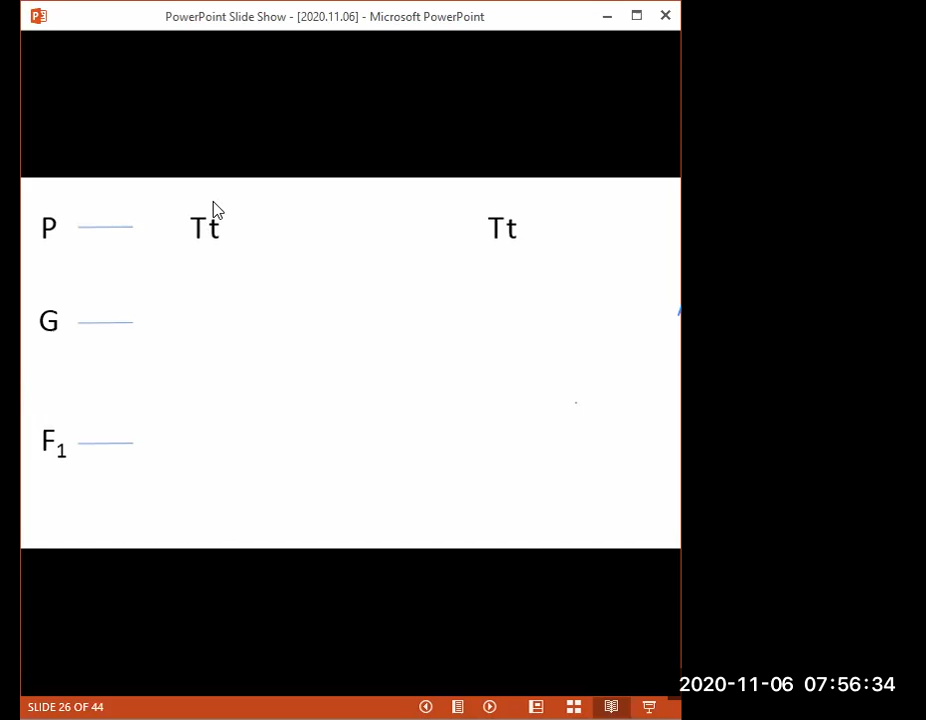 PowerPoint Slide Show - [2020.11.06] - Microsoft PowerPoint
P Tt Tt
G
F₁
2020-11-06 07:56:34
SLIDE 26 OF 44